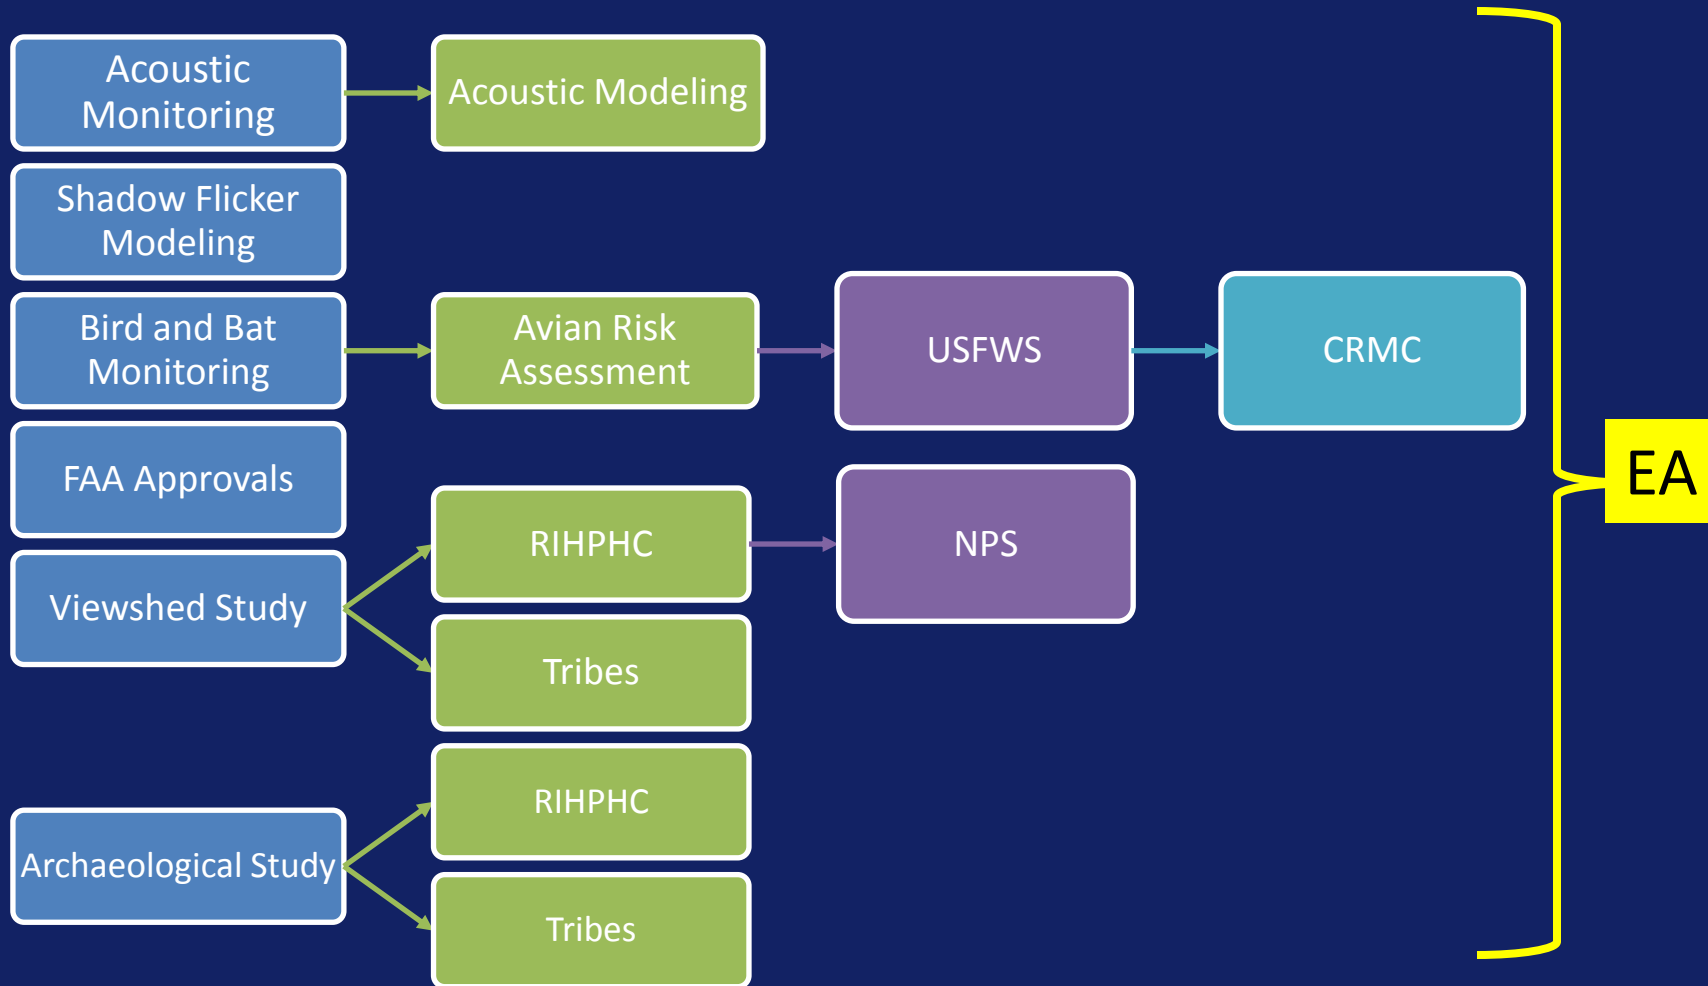 Acoustic
Monitoring
Acoustic Modeling
Shadow Flicker
Modeling
Bird and Bat
Monitoring
Avian Risk
Assessment
USFWS
CRMC
FAA Approvals
EA
Viewshed Study
RIHPHC
NPS
Tribes
Archaeological Study
RIHPHC
Tribes